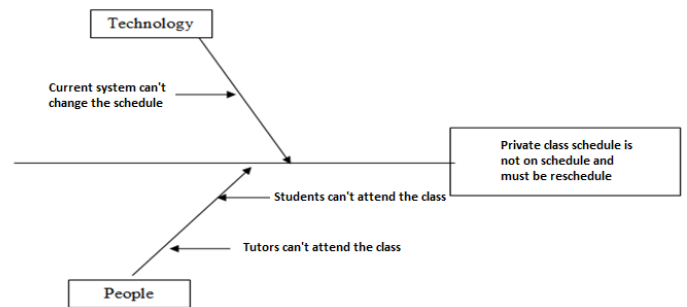 Technology
Current system can't
change the schedule
Private class schedule is
not on schedule and
must be reschedule
Students can't attend the class
Tutors can't attend the class
People